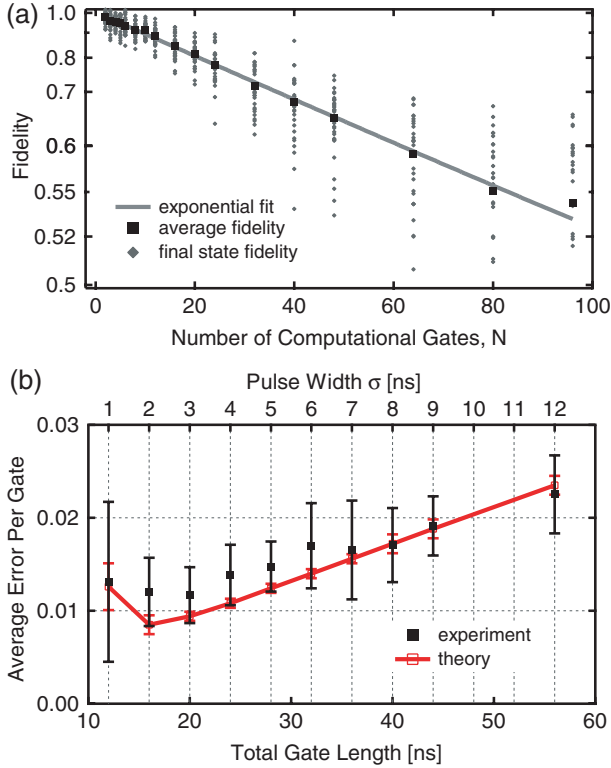 (a)
1.0
0.9
0.8
0.7
0.6
0.55
0.52
0.5
Fidelity
exponential fit
average fidelity
final state fidelity
0 20 40 60 80 100
Number of Computational Gates, N
(b)
Pulse Width σ [ns]
1 2 3 4 5 6 7 8 9 10 11 12
0.03
0.02
0.01
0.00
Average Error Per Gate
experiment
theory
10 20 30 40 50 60
Total Gate Length [ns]